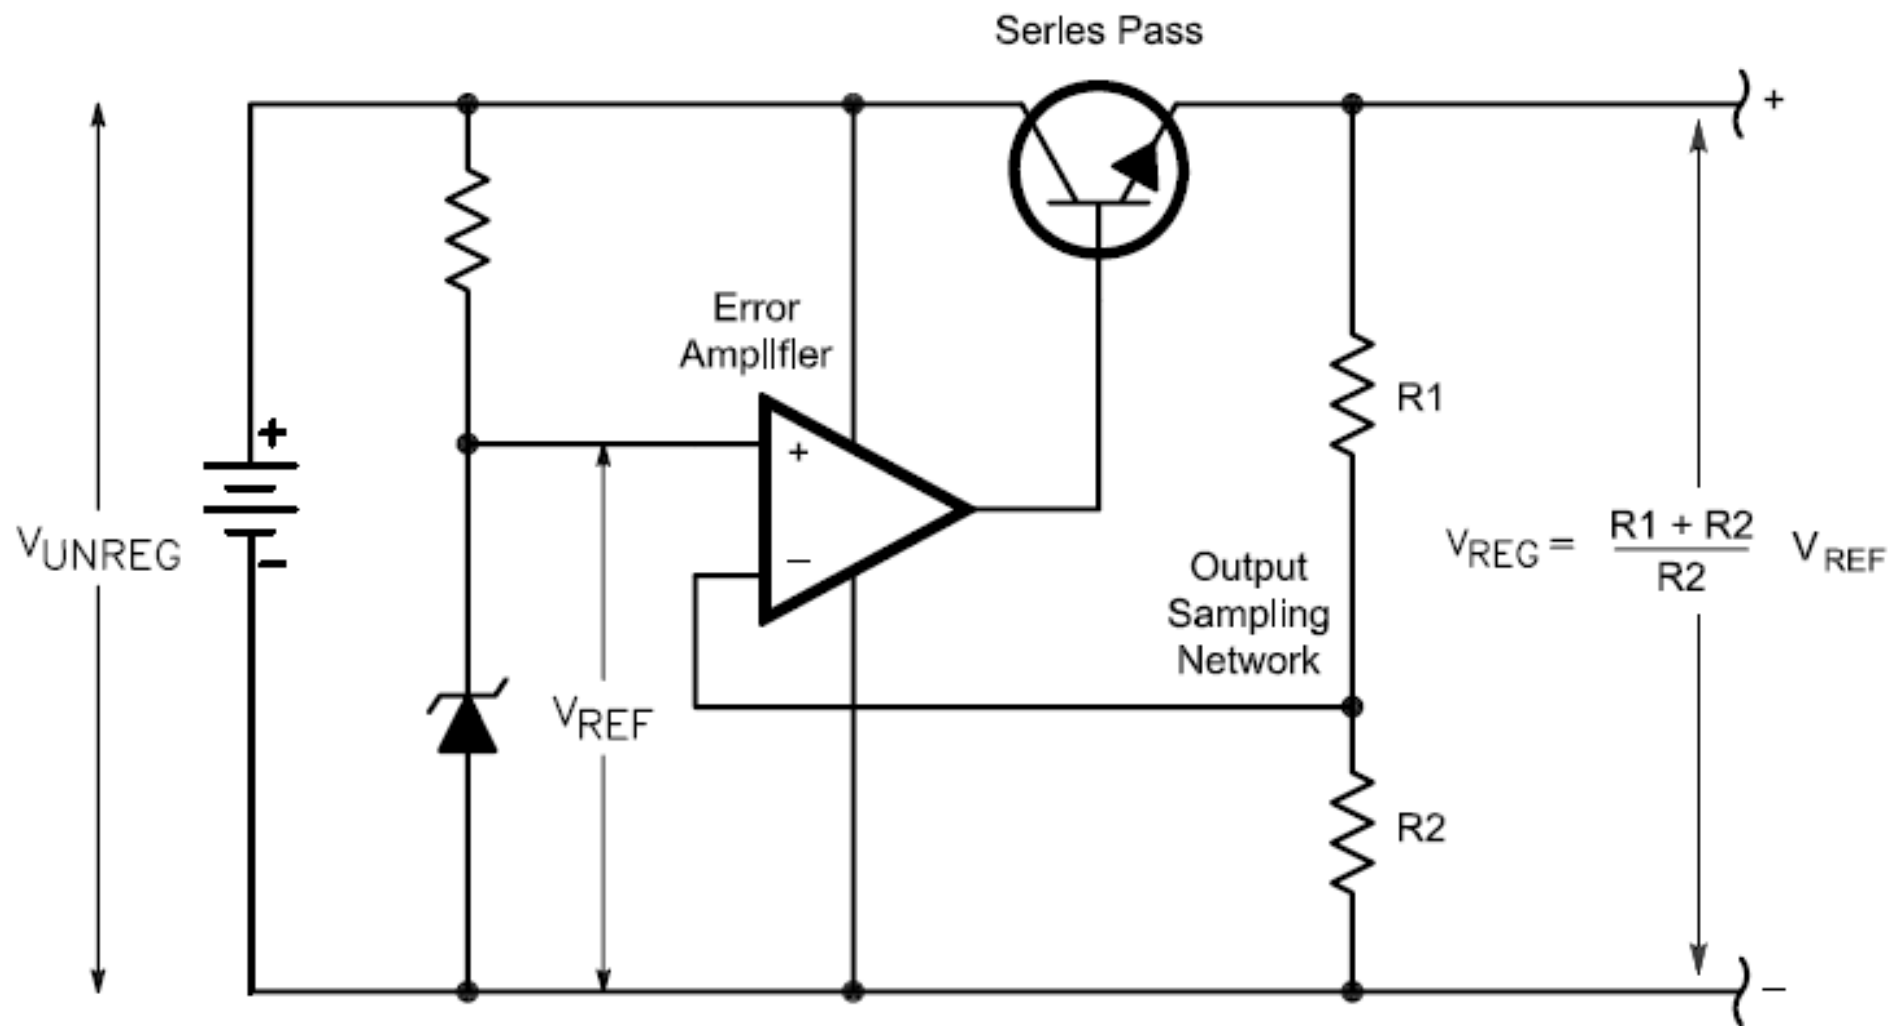 Serles Pass
+
Error
Ampllfler
+
R1
+
VUNREG
−
−
Output
Sampling
Network
VREG = R1 + R2 / R2 VREF
VREF
R2
−